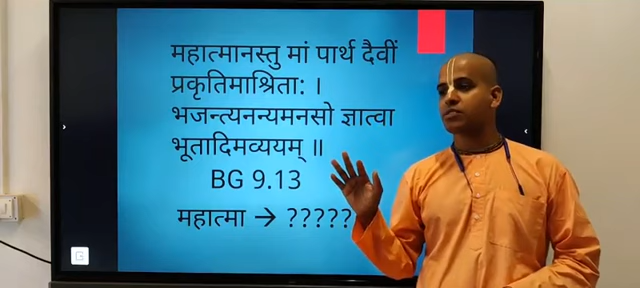 महात्मानस्तु मां पार्थ दैवीं
प्रकृतिमाश्रिता: ।
भजन्त्यनन्यमनसो ज्ञात्वा
भूतादिमव्ययम् ॥
BG 9.13
महात्मा → ?????